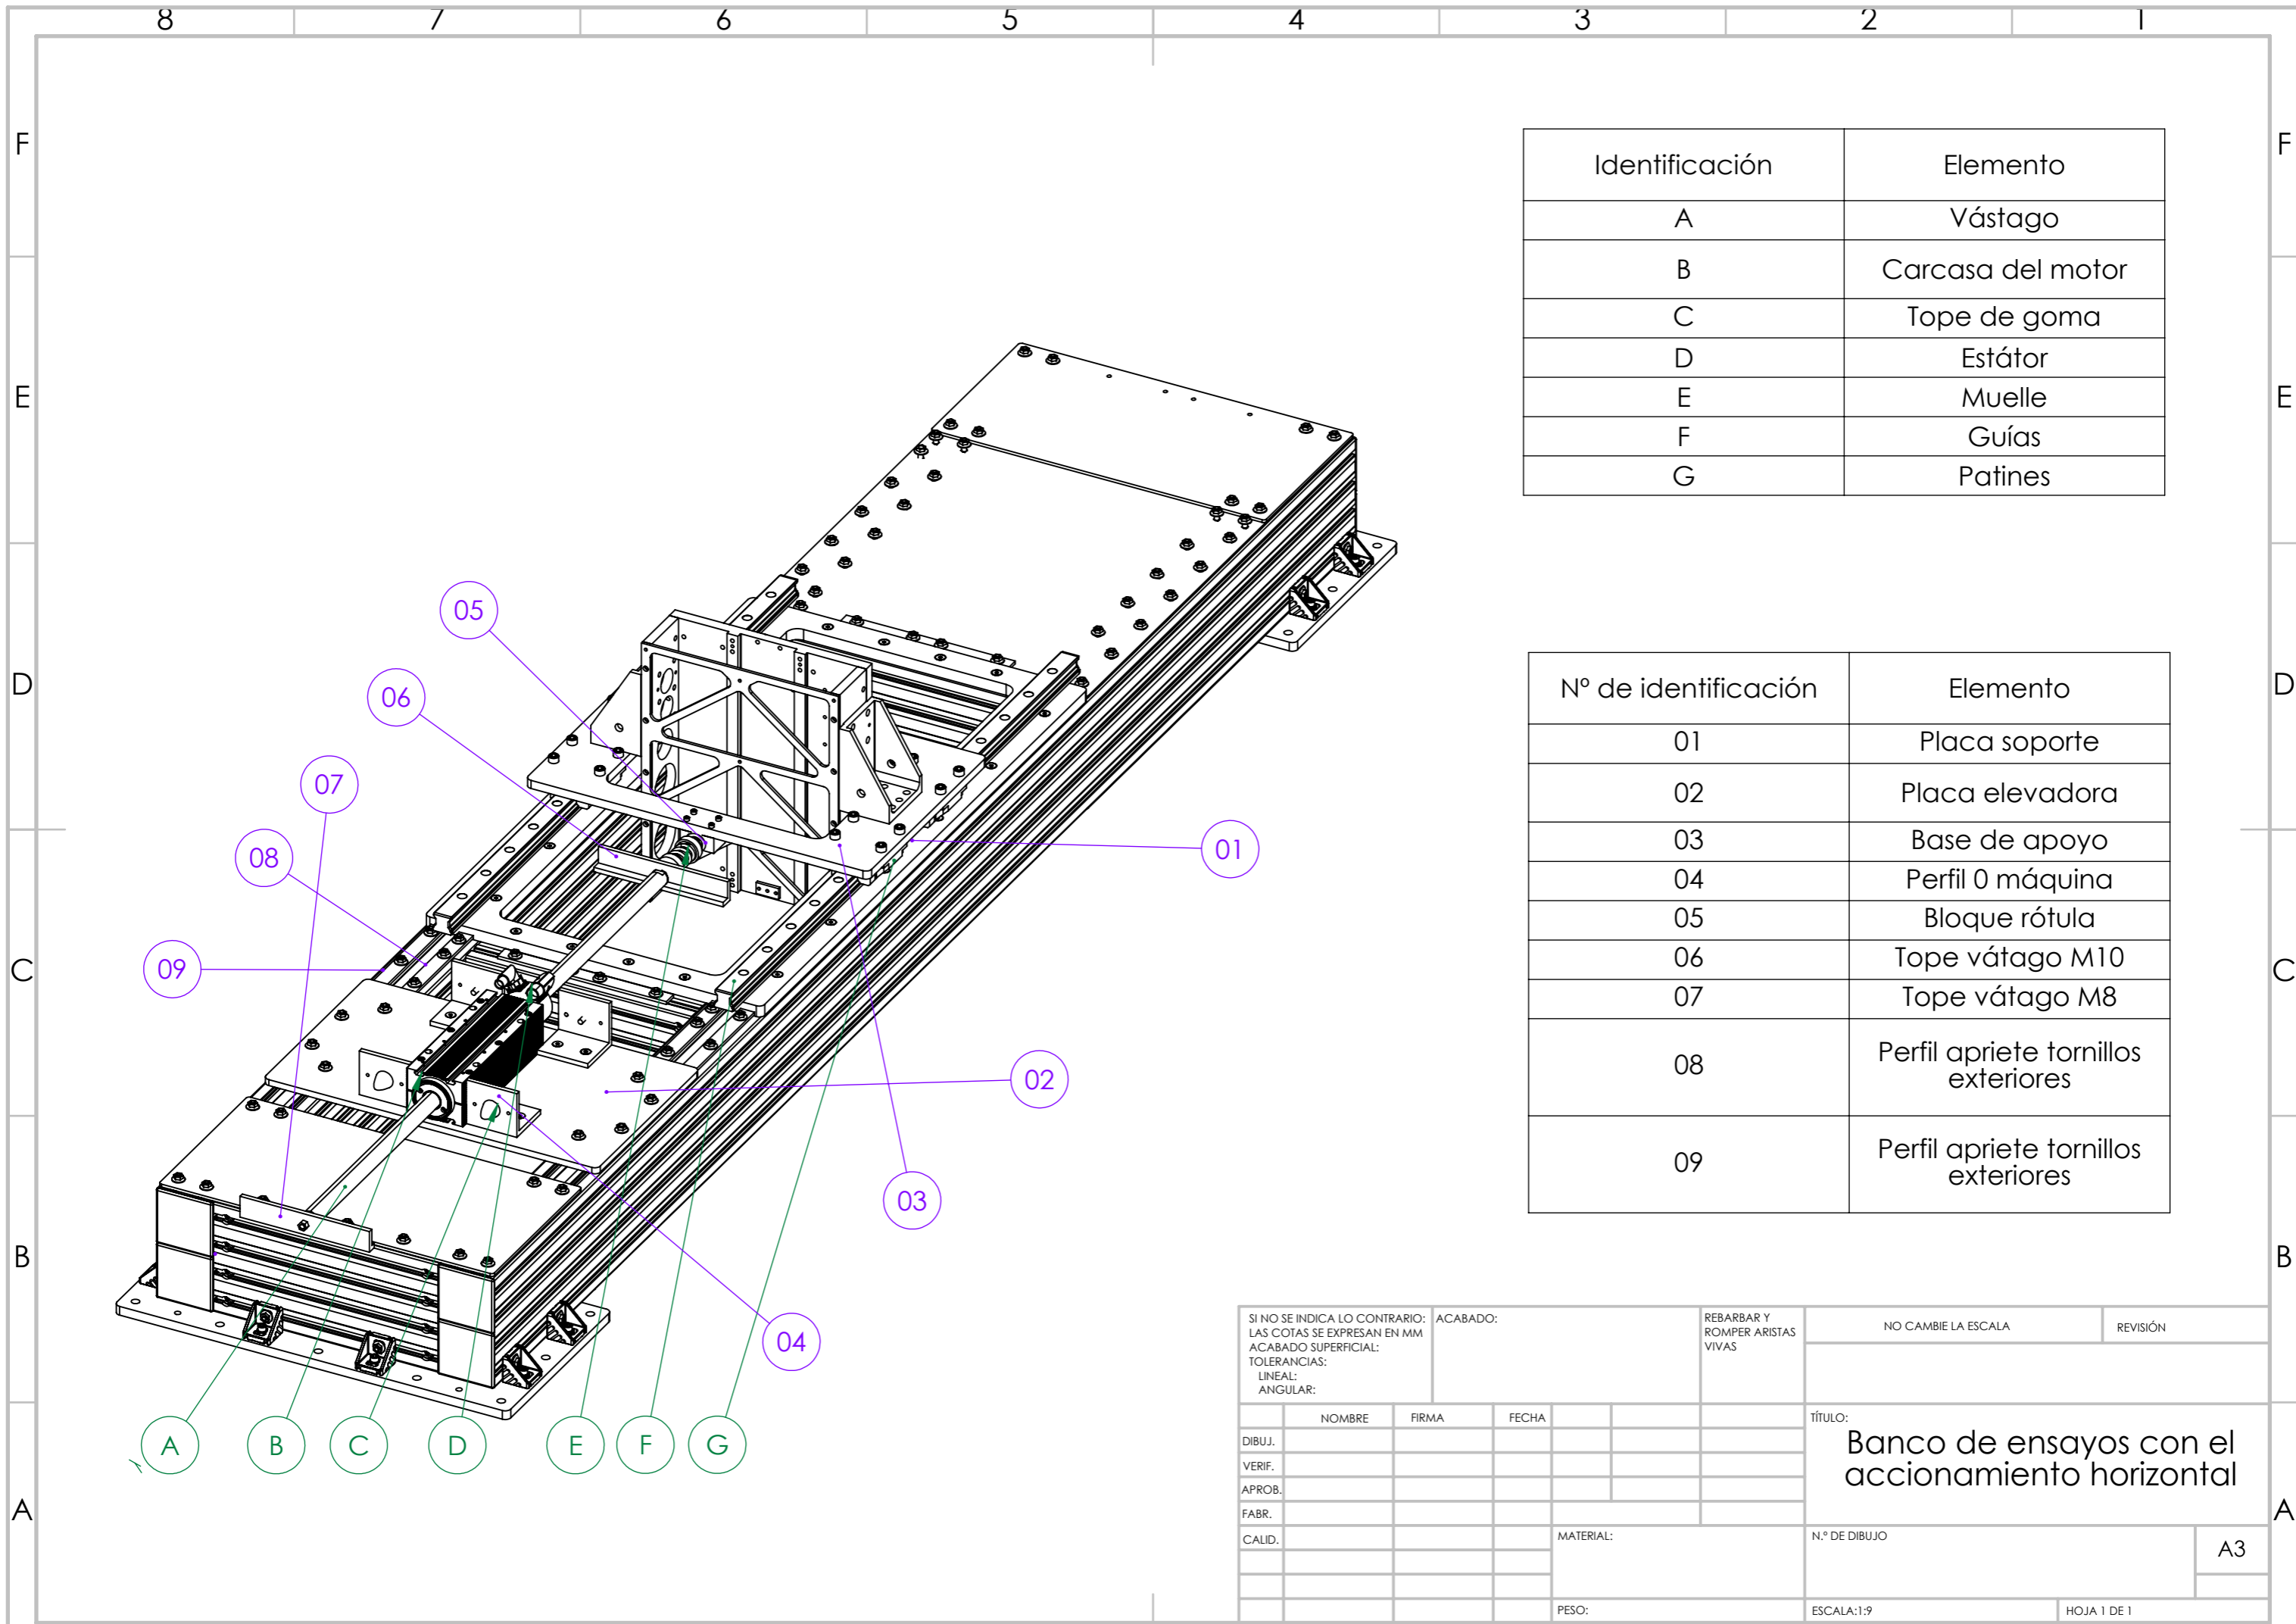 8 7 6 5 4 3 2 1
F F
E E
D D
C C
B B
A A
Identificación Elemento
A Vástago
B Carcasa del motor
C Tope de goma
D Estátor
E Muelle
F Guías
G Patines
Nº de identificación Elemento
01 Placa soporte
02 Placa elevadora
03 Base de apoyo
04 Perfil 0 máquina
05 Bloque rótula
06 Tope vátago M10
07 Tope vátago M8
08 Perfil apriete tornillos
exteriores
09 Perfil apriete tornillos
exteriores
05
06
07
08
09
01
02
03
04
A B C D E F G
SI NO SE INDICA LO CONTRARIO:
LAS COTAS SE EXPRESAN EN MM
ACABADO SUPERFICIAL:
TOLERANCIAS:
LINEAL:
ANGULAR:
ACABADO:
REBARBAR Y
ROMPER ARISTAS
VIVAS
NO CAMBIE LA ESCALA
REVISIÓN
NOMBRE FIRMA FECHA
DIBUJ.
VERIF.
APROB.
FABR.
CALID.
TÍTULO:
Banco de ensayos con el
accionamiento horizontal
MATERIAL:
N.º DE DIBUJO
A3
PESO:
ESCALA:1:9
HOJA 1 DE 1